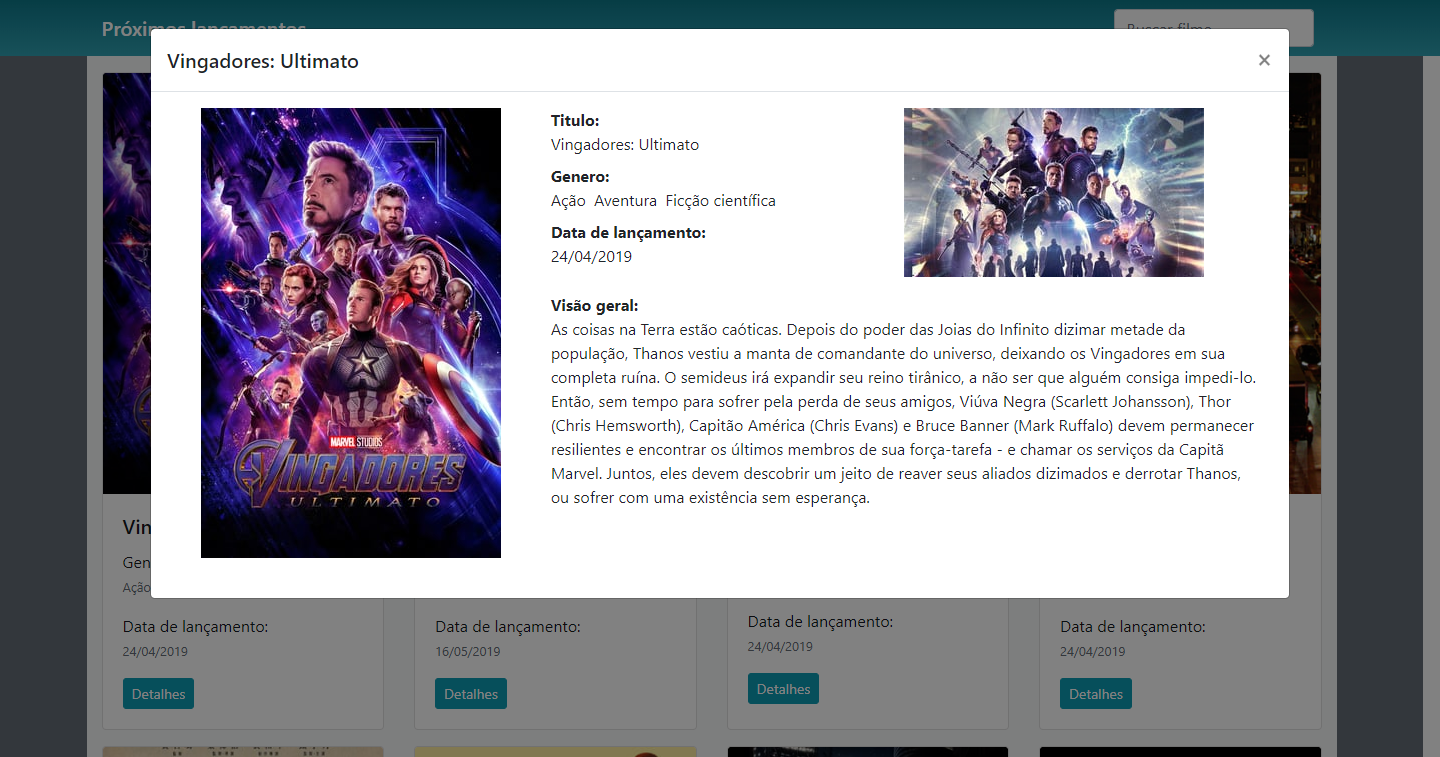 Próximos lançamentos
Buscar filme
Vingadores: Ultimato
×
Titulo:
Vingadores: Ultimato
Genero:
Ação Aventura Ficção científica
Data de lançamento:
24/04/2019
Visão geral:
As coisas na Terra estão caóticas. Depois do poder das Joias do Infinito dizimar metade da
população, Thanos vestiu a manta de comandante do universo, deixando os Vingadores em sua
completa ruína. O semideus irá expandir seu reino tirânico, a não ser que alguém consiga impedi-lo.
Então, sem tempo para sofrer pela perda de seus amigos, Viúva Negra (Scarlett Johansson), Thor
(Chris Hemsworth), Capitão América (Chris Evans) e Bruce Banner (Mark Ruffalo) devem permanecer
resilientes e encontrar os últimos membros de sua força-tarefa - e chamar os serviços da Capitã
Marvel. Juntos, eles devem descobrir um jeito de reaver seus aliados dizimados e derrotar Thanos,
ou sofrer com uma existência sem esperança.
MARVEL STUDIOS
VINGADORES
ULTIMATO
Vin
Gen
Ação
Data de lançamento:
24/04/2019
Detalhes
Data de lançamento:
16/05/2019
Detalhes
Data de lançamento:
24/04/2019
Detalhes
Data de lançamento:
24/04/2019
Detalhes